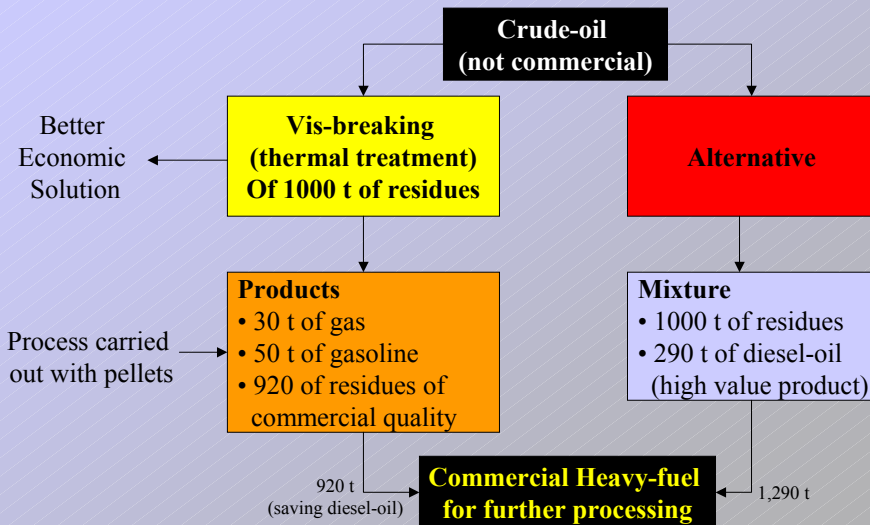 Crude-oil
(not commercial)
Better
Economic
Solution
Vis-breaking
(thermal treatment)
Of 1000 t of residues
Alternative
Process carried
out with pellets
Products
• 30 t of gas
• 50 t of gasoline
• 920 of residues of
commercial quality
Mixture
• 1000 t of residues
• 290 t of diesel-oil
(high value product)
920 t
(saving diesel-oil)
Commercial Heavy-fuel
for further processing
1,290 t